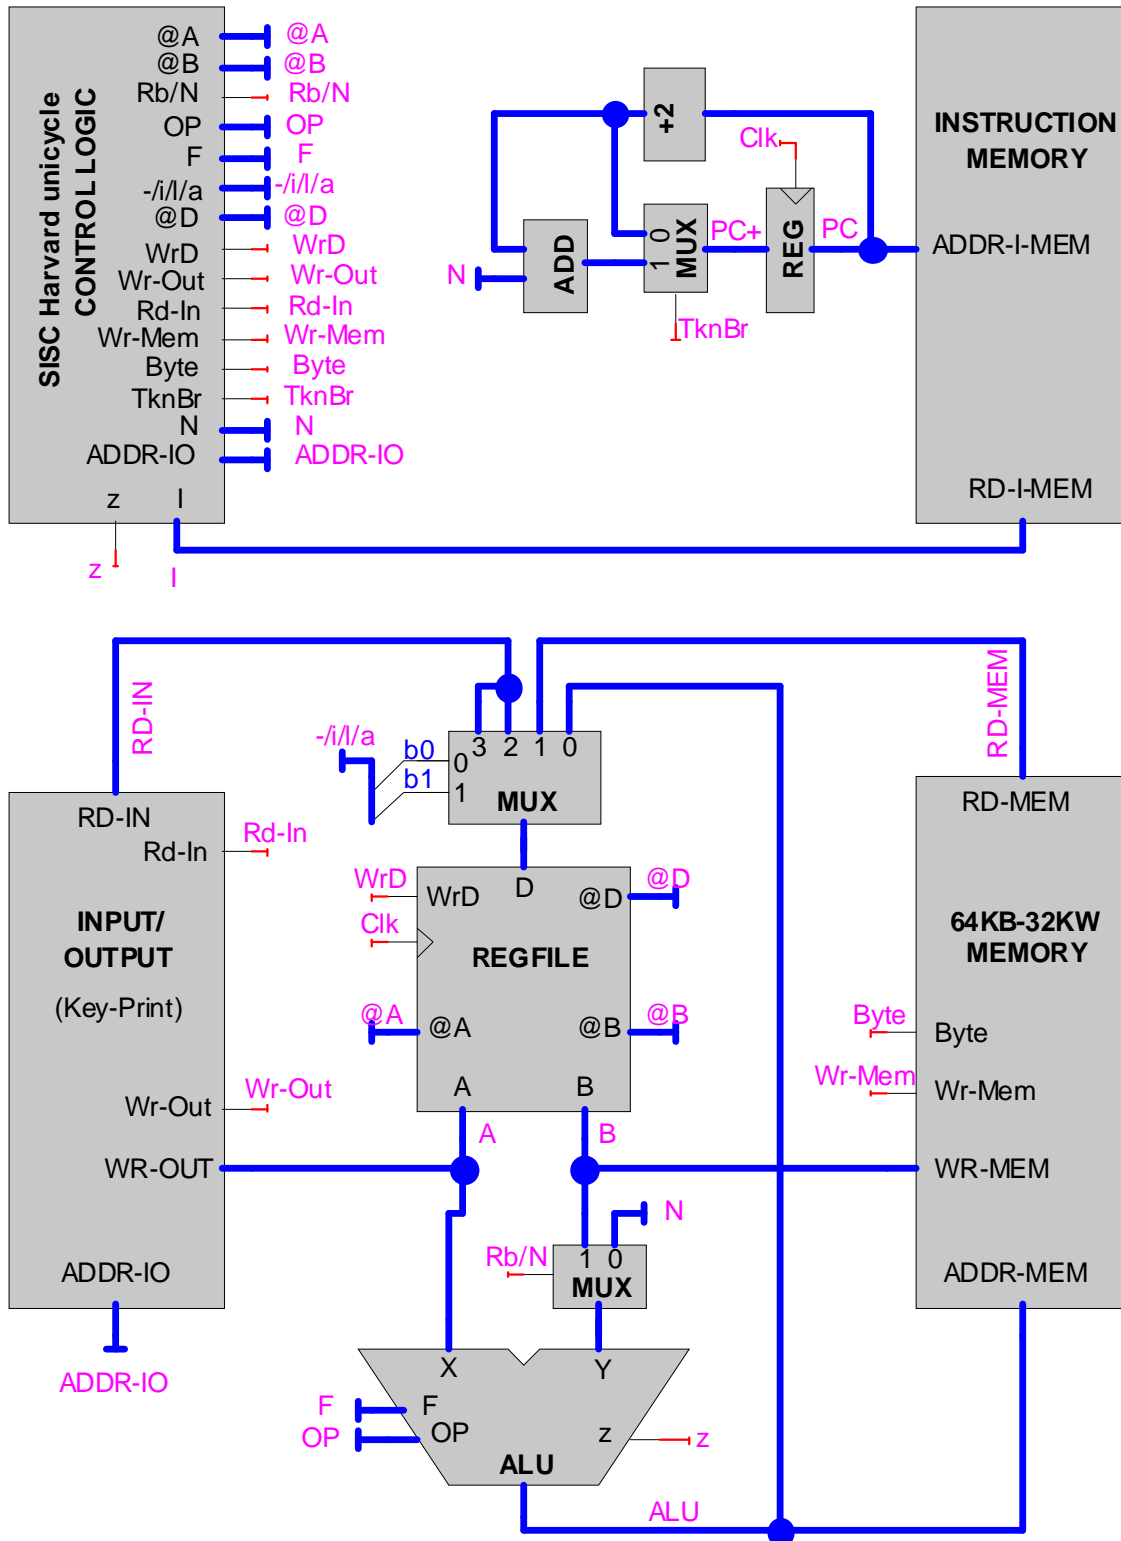 SISC Harvard unicycle
CONTROL LOGIC
@A
@A
@B
@B
Rb/N
Rb/N
OP
OP
F
F
-/i/l/a
-/i/l/a
@D
@D
WrD
WrD
Wr-Out
Wr-Out
Rd-In
Rd-In
Wr-Mem
Wr-Mem
Byte
Byte
TknBr
TknBr
N
N
ADDR-IO
ADDR-IO
z
I
z
I
+2
Clk
N
ADD
0
1
MUX
TknBr
PC+
REG
PC
INSTRUCTION
MEMORY
ADDR-I-MEM
RD-I-MEM
RD-IN
RD-MEM
-/i/l/a
b0
b1
0
1
3
2
1
0
MUX
RD-IN
Rd-In
Rd-In
INPUT/
OUTPUT
(Key-Print)
Wr-Out
Wr-Out
WR-OUT
ADDR-IO
ADDR-IO
WrD
WrD
D
@D
@D
Clk
REGFILE
@A
@A
@B
@B
A
B
A
B
RD-MEM
64KB-32KW
MEMORY
Byte
Byte
Wr-Mem
Wr-Mem
WR-MEM
ADDR-MEM
N
Rb/N
1
0
MUX
X
Y
F
F
OP
OP
z
z
ALU
ALU